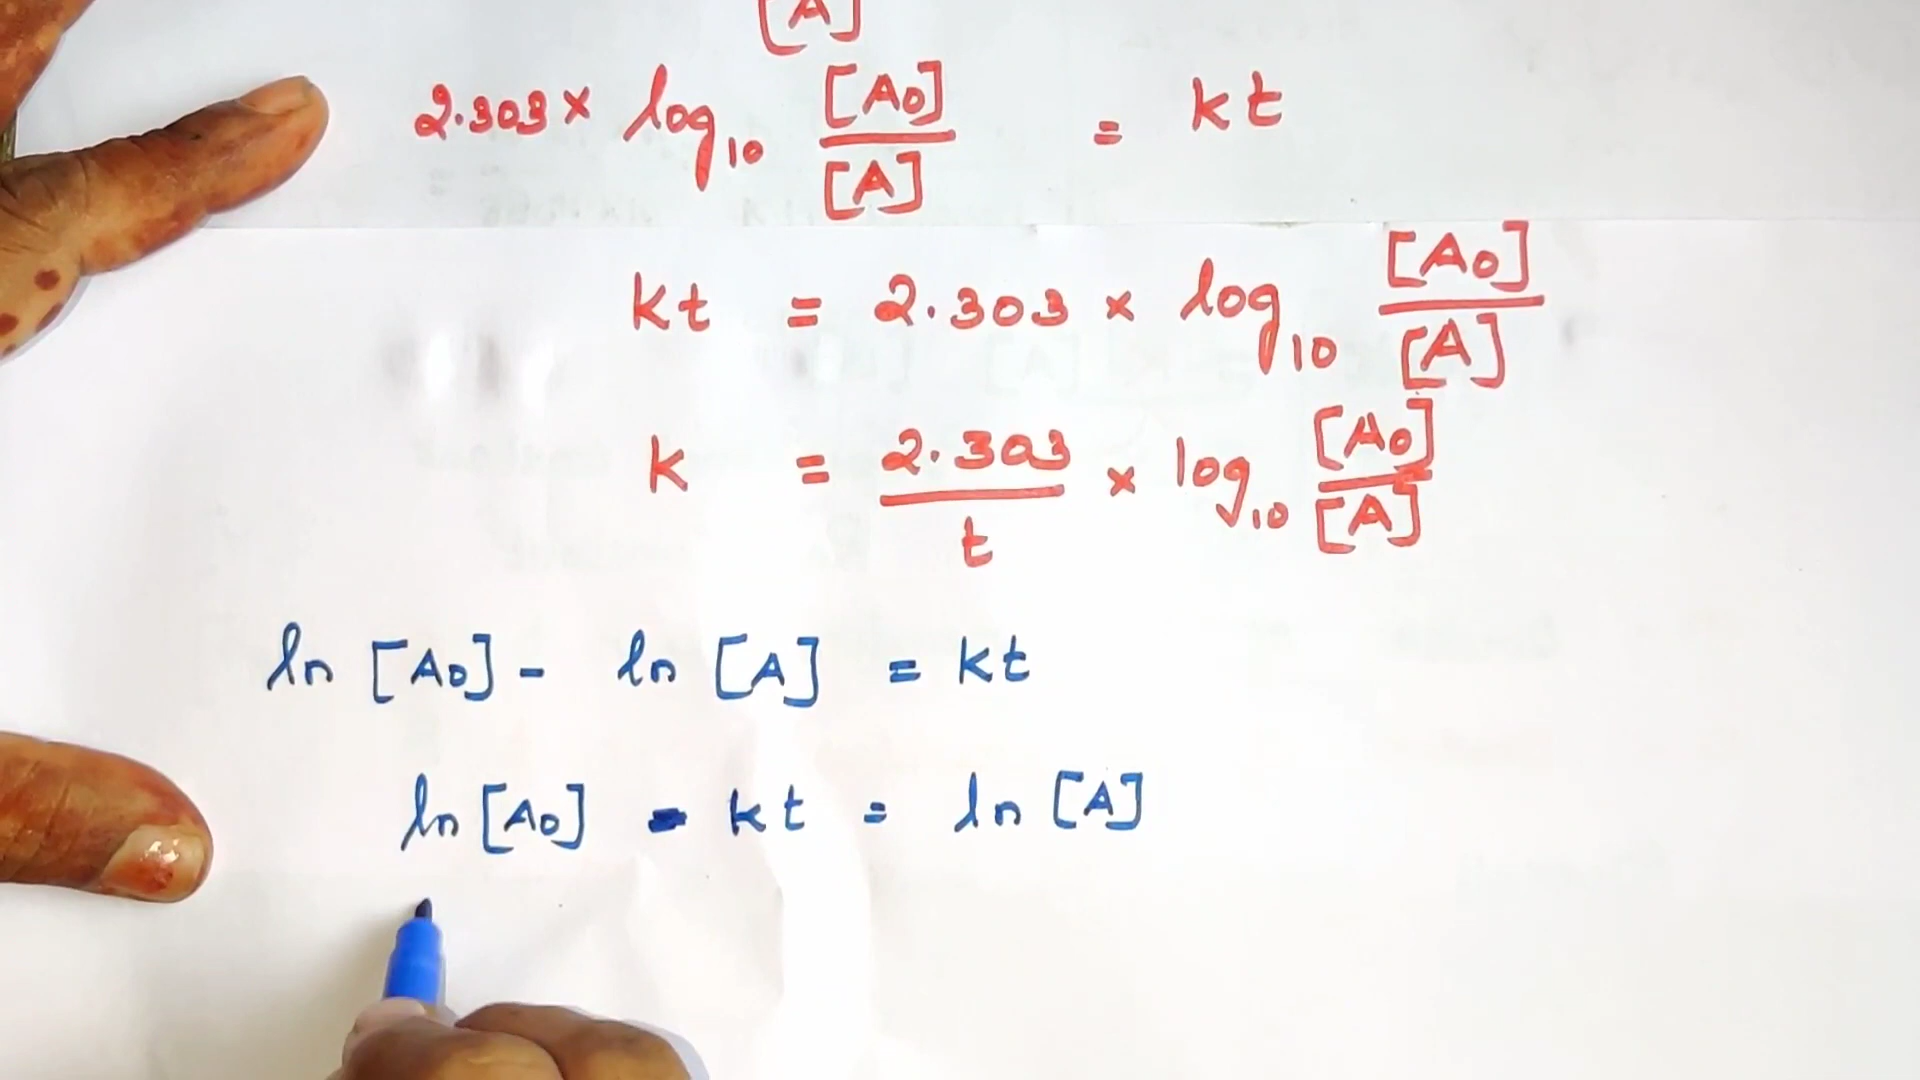 [A]
2.303 × log₁₀ [A₀]/[A] = kt
kt = 2.303 × log₁₀ [A₀]/[A]
k = 2.303/t × log₁₀ [A₀]/[A]
ln [A₀] - ln [A] = kt
ln [A₀] - kt = ln [A]